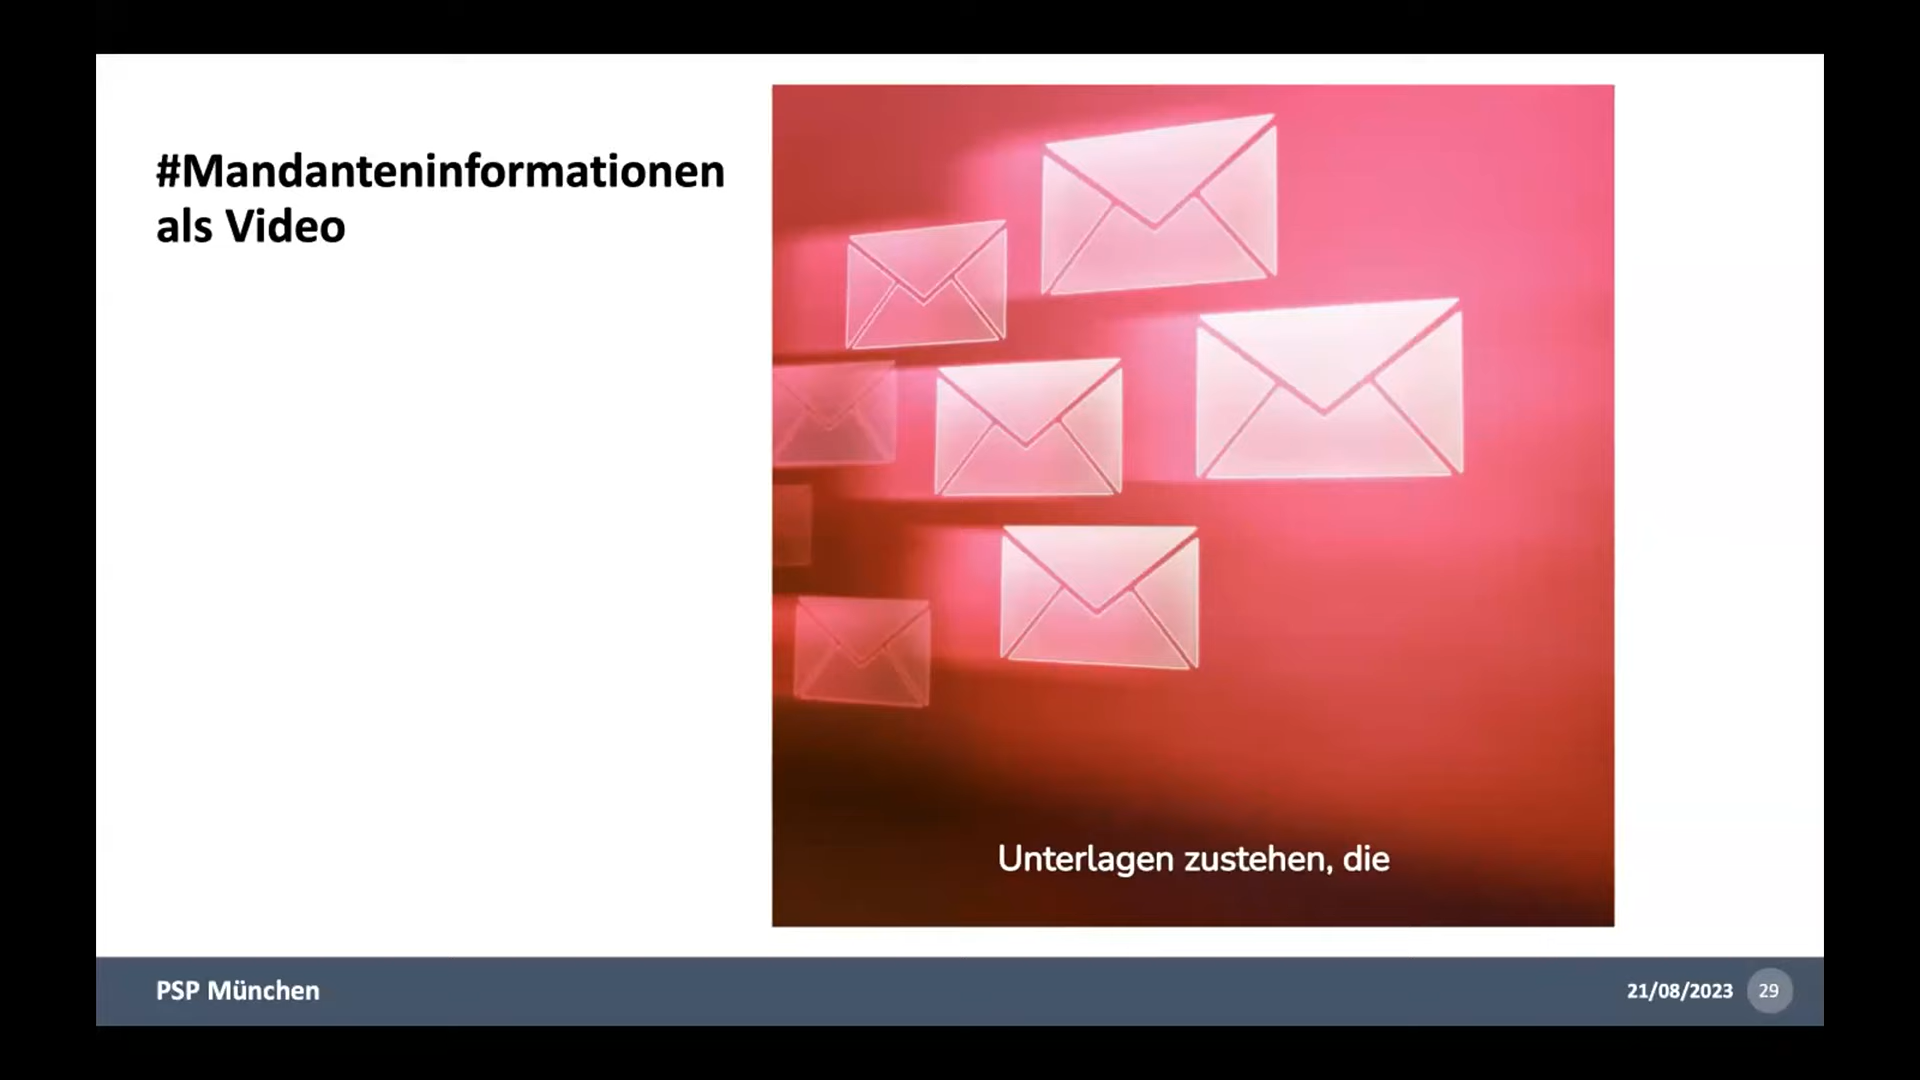 #Mandanteninformationen
als Video
Unterlagen zustehen, die
PSP München
21/08/2023 29